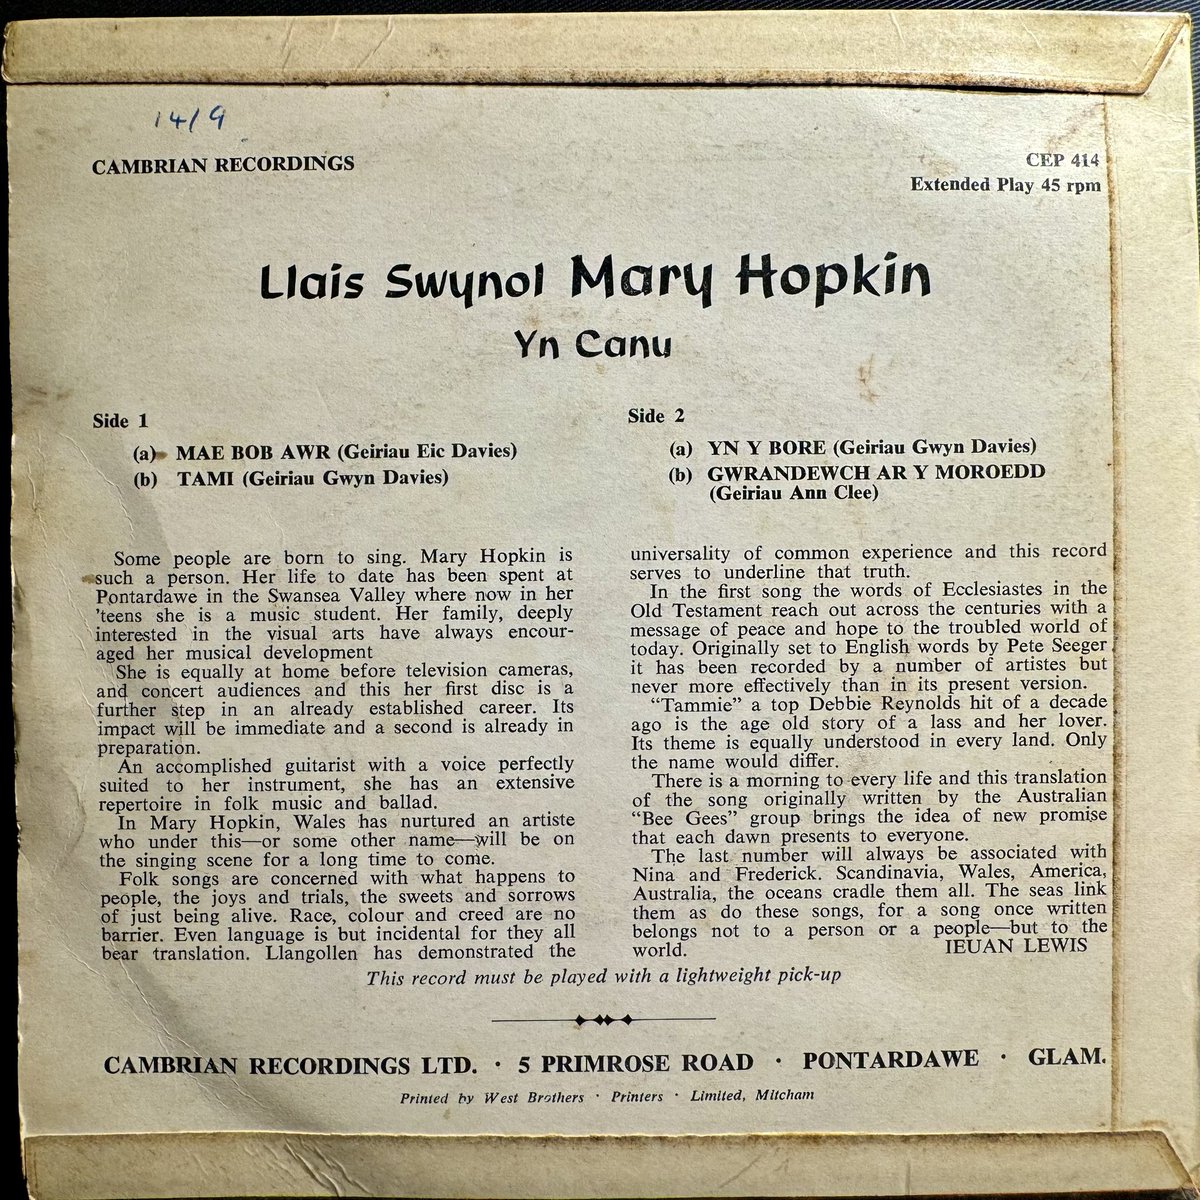 14/9
CAMBRIAN RECORDINGS
CEP 414
Extended Play 45 rpm
Llais Swynol Mary Hopkin
Yn Canu
Side 1
(a) MAE BOB AWR (Geiriau Eic Davies)
(b) TAMI (Geiriau Gwyn Davies)
Side 2
(a) YN Y BORE (Geiriau Gwyn Davies)
(b) GWRANDEWCH AR Y MOROEDD
(Geiriau Ann Clee)
Some people are born to sing. Mary Hopkin is
such a person. Her life to date has been spent at
Pontardawe in the Swansea Valley where now in her
'teens she is a music student. Her family, deeply
interested in the visual arts have always encour-
aged her musical development
She is equally at home before television cameras,
and concert audiences and this her first disc is a
further step in an already established career. Its
impact will be immediate and a second is already in
preparation.
An accomplished guitarist with a voice perfectly
suited to her instrument, she has an extensive
repertoire in folk music and ballad.
In Mary Hopkin, Wales has nurtured an artiste
who under this—or some other name—will be on
the singing scene for a long time to come.
Folk songs are concerned with what happens to
people, the joys and trials, the sweets and sorrows
of just being alive. Race, colour and creed are no
barrier. Even language is but incidental for they all
bear translation. Llangollen has demonstrated the
universality of common experience and this record
serves to underline that truth.
In the first song the words of Ecclesiastes in the
Old Testament reach out across the centuries with a
message of peace and hope to the troubled world of
today. Originally set to English words by Pete Seeger
it has been recorded by a number of artistes but
never more effectively than in its present version.
"Tammie" a top Debbie Reynolds hit of a decade
ago is the age old story of a lass and her lover.
Its theme is equally understood in every land. Only
the name would differ.
There is a morning to every life and this translation
of the song originally written by the Australian
"Bee Gees" group brings the idea of new promise
that each dawn presents to everyone.
The last number will always be associated with
Nina and Frederick. Scandinavia, Wales, America,
Australia, the oceans cradle them all. The seas link
them as do these songs, for a song once written
belongs not to a person or a people—but to the
world. IEUAN LEWIS
This record must be played with a lightweight pick-up
CAMBRIAN RECORDINGS LTD. · 5 PRIMROSE ROAD · PONTARDAWE · GLAM.
Printed by West Brothers · Printers · Limited, Mitcham